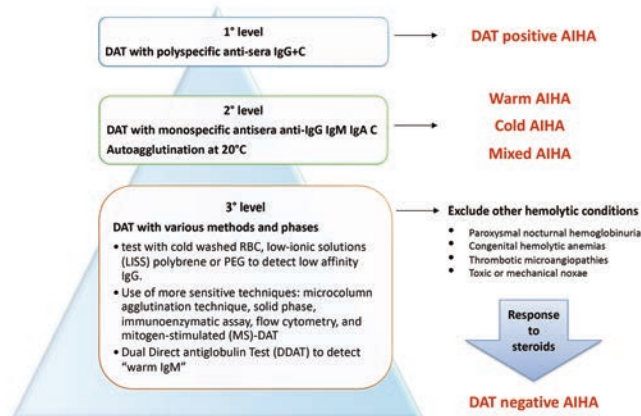 1° level
DAT with polyspecific anti-sera IgG+C
DAT positive AIHA
2° level
DAT with monospecific antisera anti-IgG IgM IgA C
Autoagglutination at 20°C
Warm AIHA
Cold AIHA
Mixed AIHA
3° level
DAT with various methods and phases
• test with cold washed RBC, low-ionic solutions
(LISS) polybrene or PEG to detect low affinity
IgG.
• Use of more sensitive techniques: microcolumn
agglutination technique, solid phase,
immunoenzymatic assay, flow cytometry, and
mitogen-stimulated (MS)-DAT
• Dual Direct antiglobulin Test (DDAT) to detect
“warm IgM”
Exclude other hemolytic conditions
• Paroxysmal nocturnal hemoglobinuria
• Congenital hemolytic anemias
• Thrombotic microangiopathies
• Toxic or mechanical noxae
Response
to
steroids
DAT negative AIHA